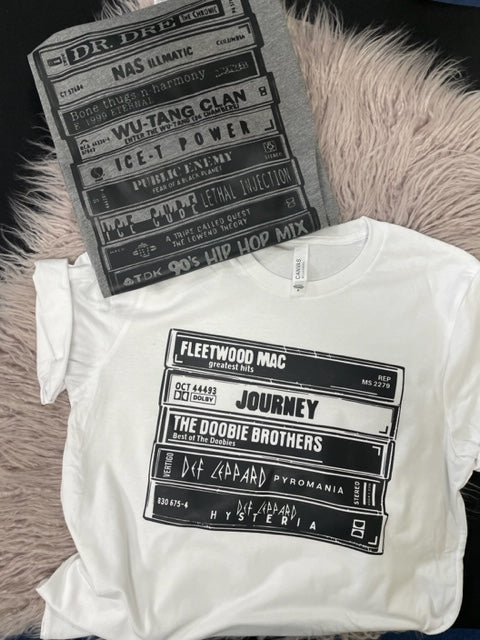 DR. DRE THE CHRONIC
NAS ILLMATIC COLUMBIA
CT 57684
Bone thugs-n-harmony
E 1999 ETERNAL
WU-TANG CLAN
ENTER THE WU-TANG (36 CHAMBERS)
ICE-T POWER
PUBLIC ENEMY
FEAR OF A BLACK PLANET
STEREO
ICE CUBE LETHAL INJECTION
A TRIBE CALLED QUEST
THE LOW END THEORY
TDK 90's HIP HOP MIX
CANVAS
FLEETWOOD MAC
greatest hits
REP
MS 2279
OCT 44493
DOLBY
JOURNEY
THE DOOBIE BROTHERS
Best of The Doobies
VERTIGO
DEF LEPPARD PYROMANIA
STEREO
830 675-4
DEF LEPPARD
HYSTERIA